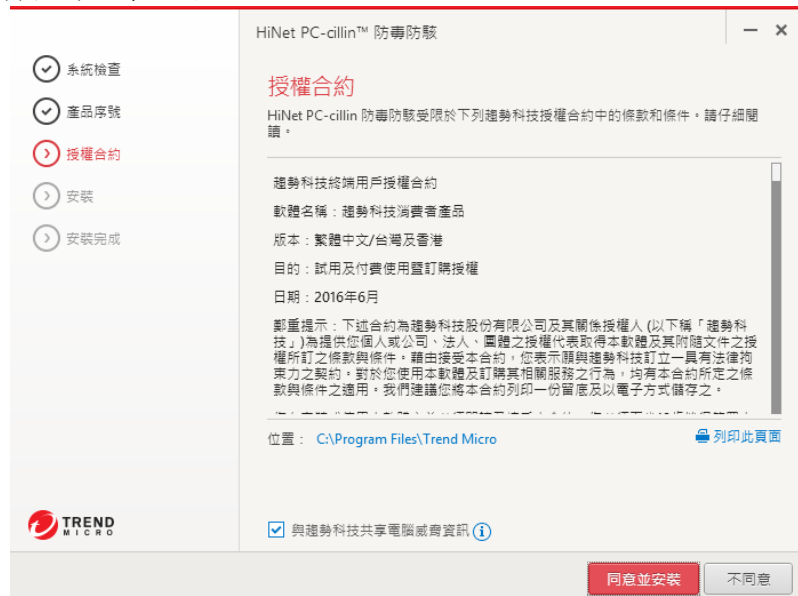 HiNet PC-cillin™ 防毒防駭
系統檢查
產品序號
授權合約
安裝
安裝完成
授權合約
HiNet PC-cillin 防毒防駭受限於下列趨勢科技授權合約中的條款和條件。請仔細閱
讀。
趨勢科技終端用戶授權合約
軟體名稱：趨勢科技消費者產品
版本：繁體中文/台灣及香港
目的：試用及付費使用暨訂購授權
日期：2016年6月
鄭重提示：下述合約為趨勢科技股份有限公司及其關係授權人 (以下稱「趨勢科
技」)為提供您個人或公司、法人、團體之授權代表取得本軟體及其附隨文件之授
權所訂之條款與條件。藉由接受本合約，您表示願與趨勢科技訂立一具有法律拘
束力之契約。對於您使用本軟體及訂購其相關服務之行為，均有本合約所定之條
款與條件之適用。我們建議您將本合約列印一份留底及以電子方式儲存之。
位置： C:\Program Files\Trend Micro
列印此頁面
TREND
MICRO
與趨勢科技共享電腦威脅資訊
同意並安裝
不同意